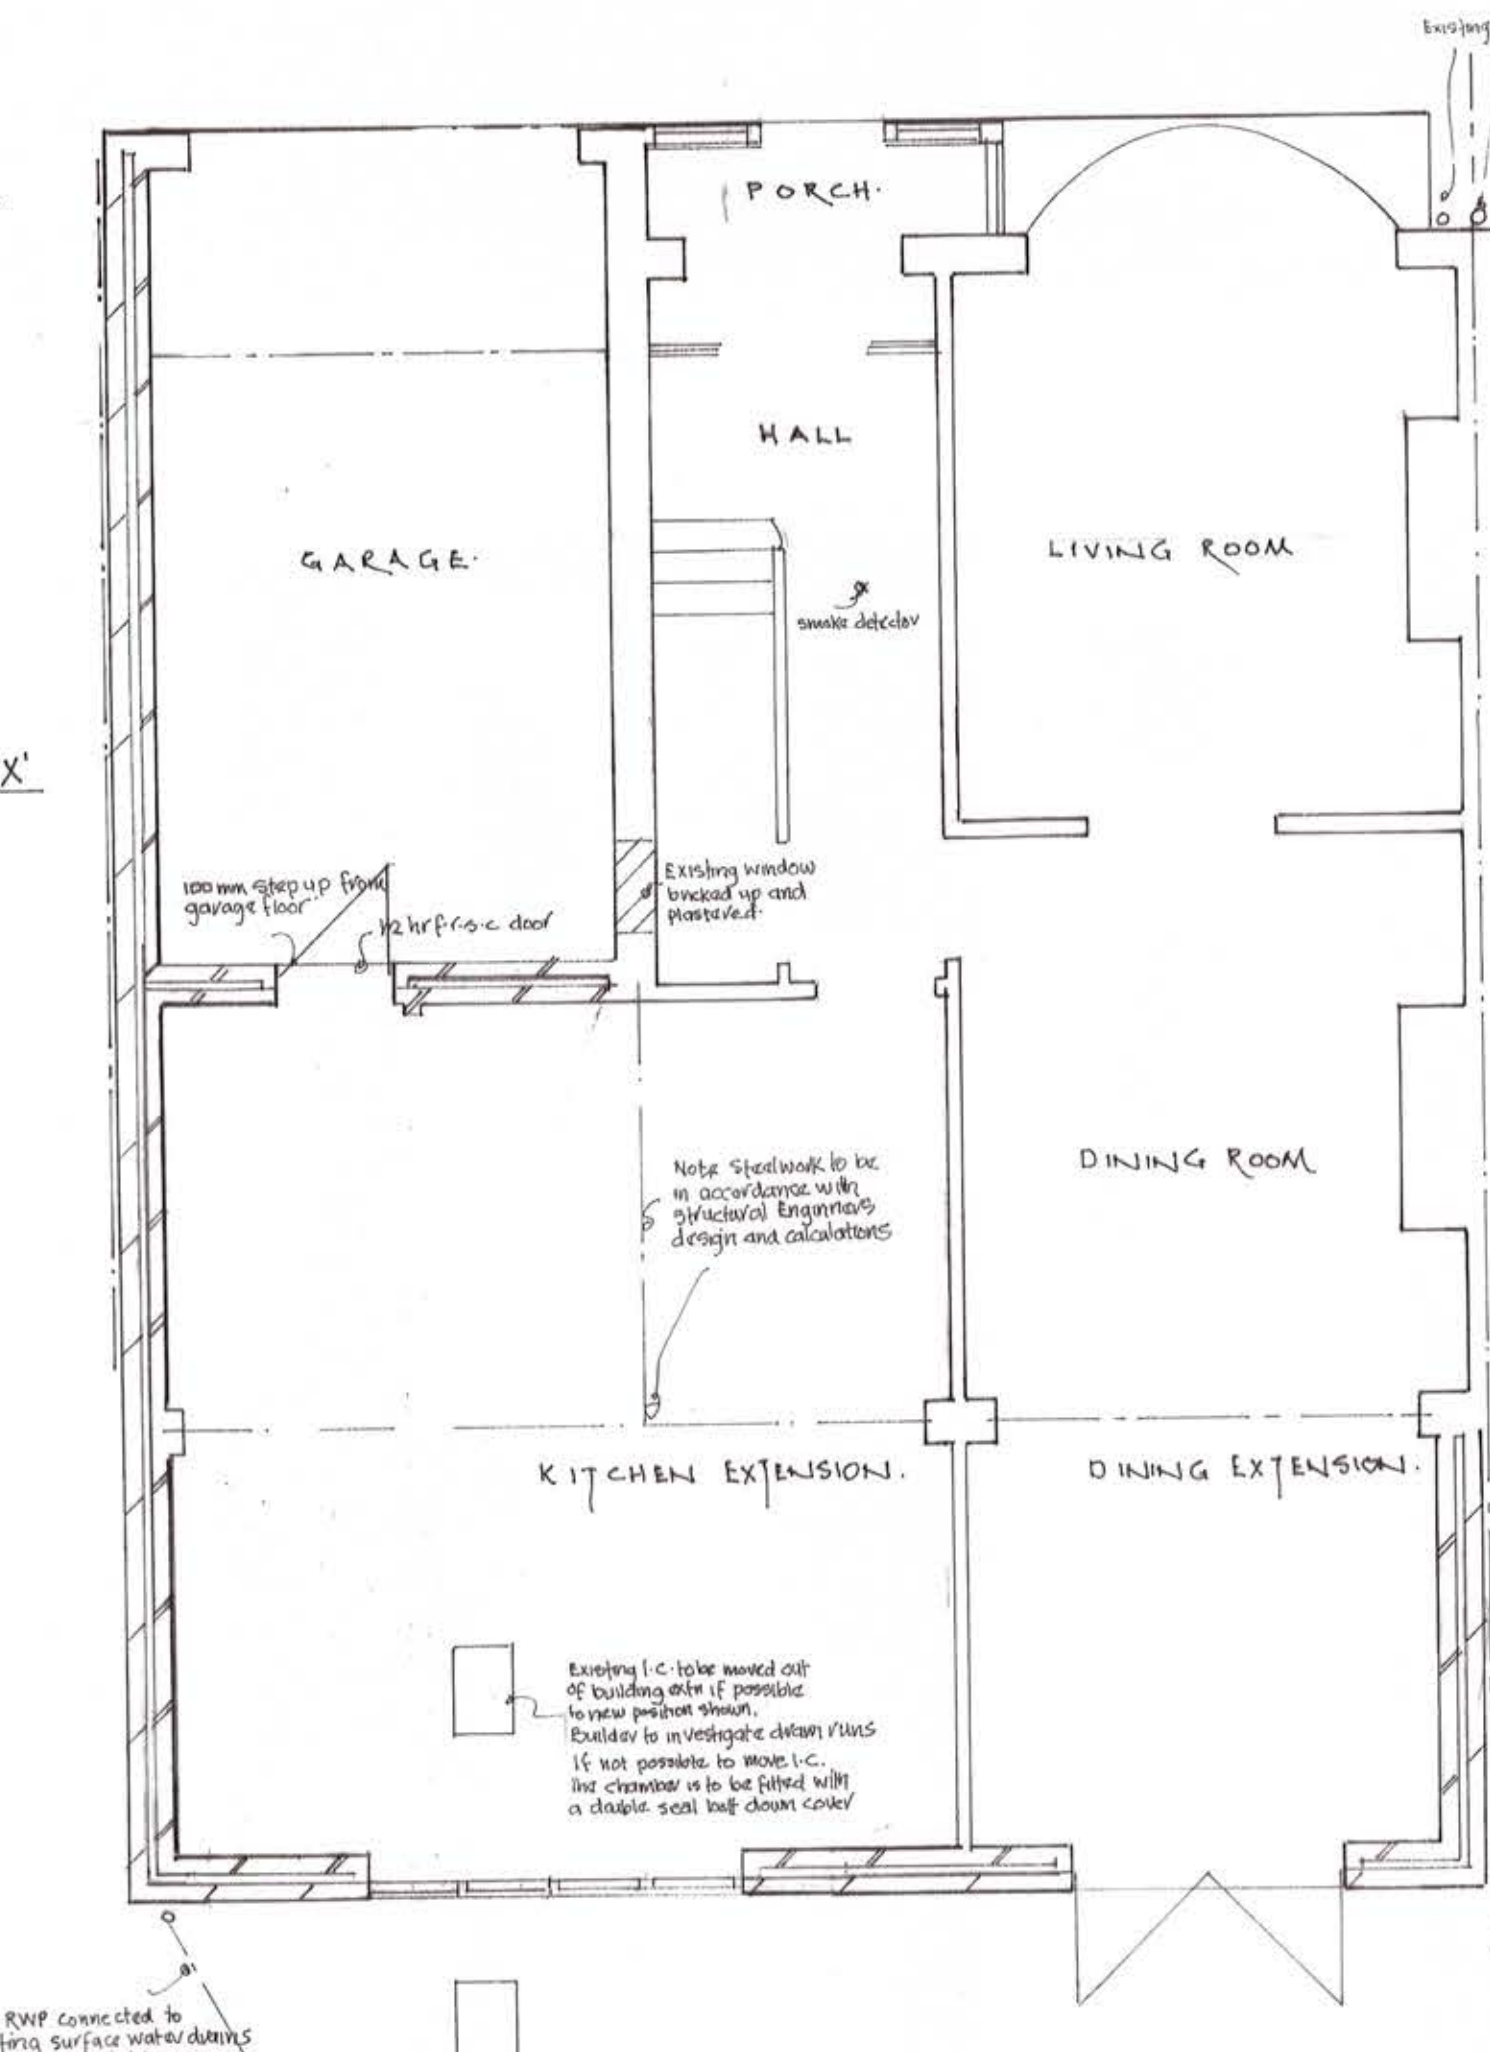 Existing
PORCH.
HALL
GARAGE.
LIVING ROOM
smoke detector
X'
Existing window
bricked up and
plastered.
100mm step up from
garage floor
1/2 hr f.r.s.c door
Note Steelwork to be
in accordance with
Structural Engineers
design and calculations
DINING ROOM
KITCHEN EXTENSION.
DINING EXTENSION.
Existing I.C. to be moved out
of building extn if possible
to new position shown.
Builder to investigate drain runs
If not possible to move I.C.
The chamber is to be fitted with
a double seal bolt down cover
RWP connected to
ting surface water drains